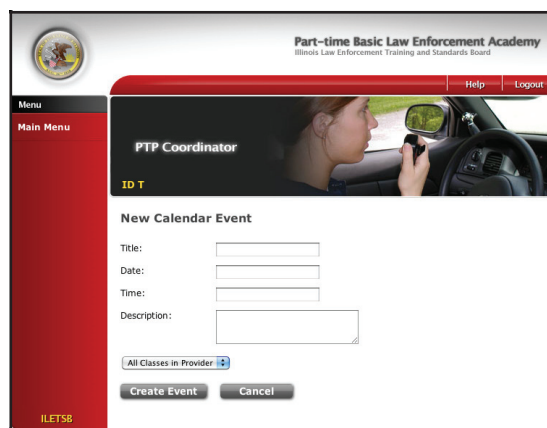 Part-time Basic Law Enforcement Academy
Illinois Law Enforcement Training and Standards Board
Help Logout
Menu
Main Menu
PTP Coordinator
ID T
New Calendar Event
Title:
Date:
Time:
Description:
All Classes in Provider
Create Event Cancel
ILETSB